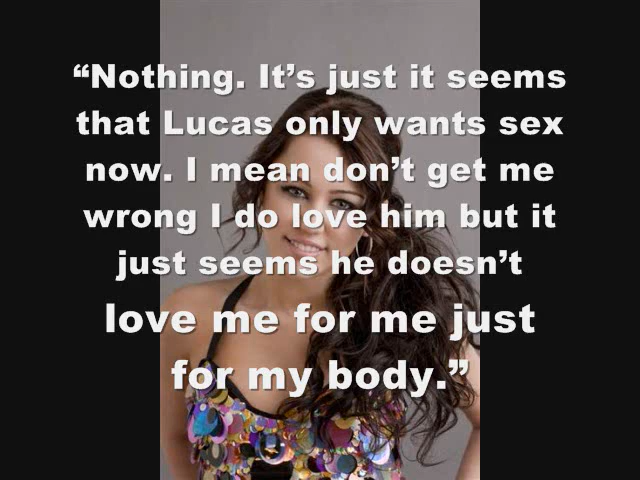 “Nothing. It’s just it seems
that Lucas only wants sex
now. I mean don’t get me
wrong I do love him but it
just seems he doesn’t
love me for me just
for my body.”